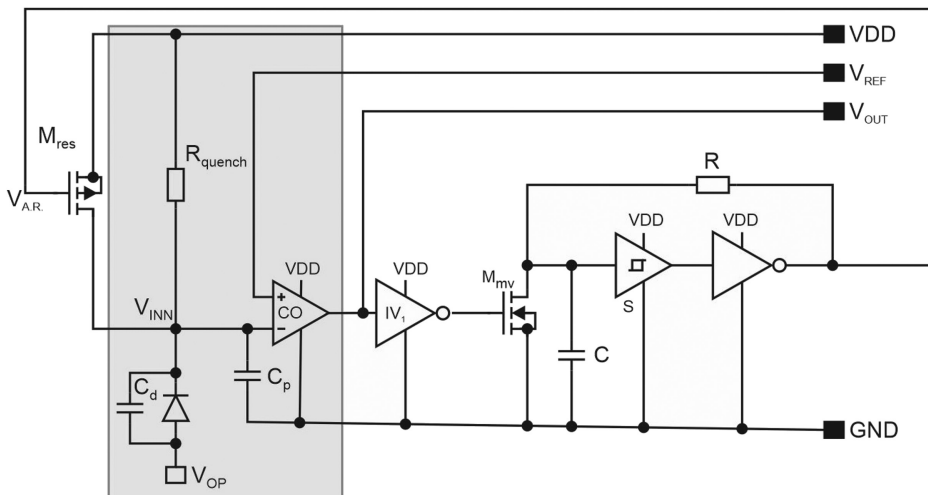 VDD
V_REF
V_OUT
M_res
R_quench
R
V_A.R.
VDD
VDD
VDD
VDD
M_mv
+
CO
−
IV_1
V_INN
S
C_d
C_p
C
GND
V_OP